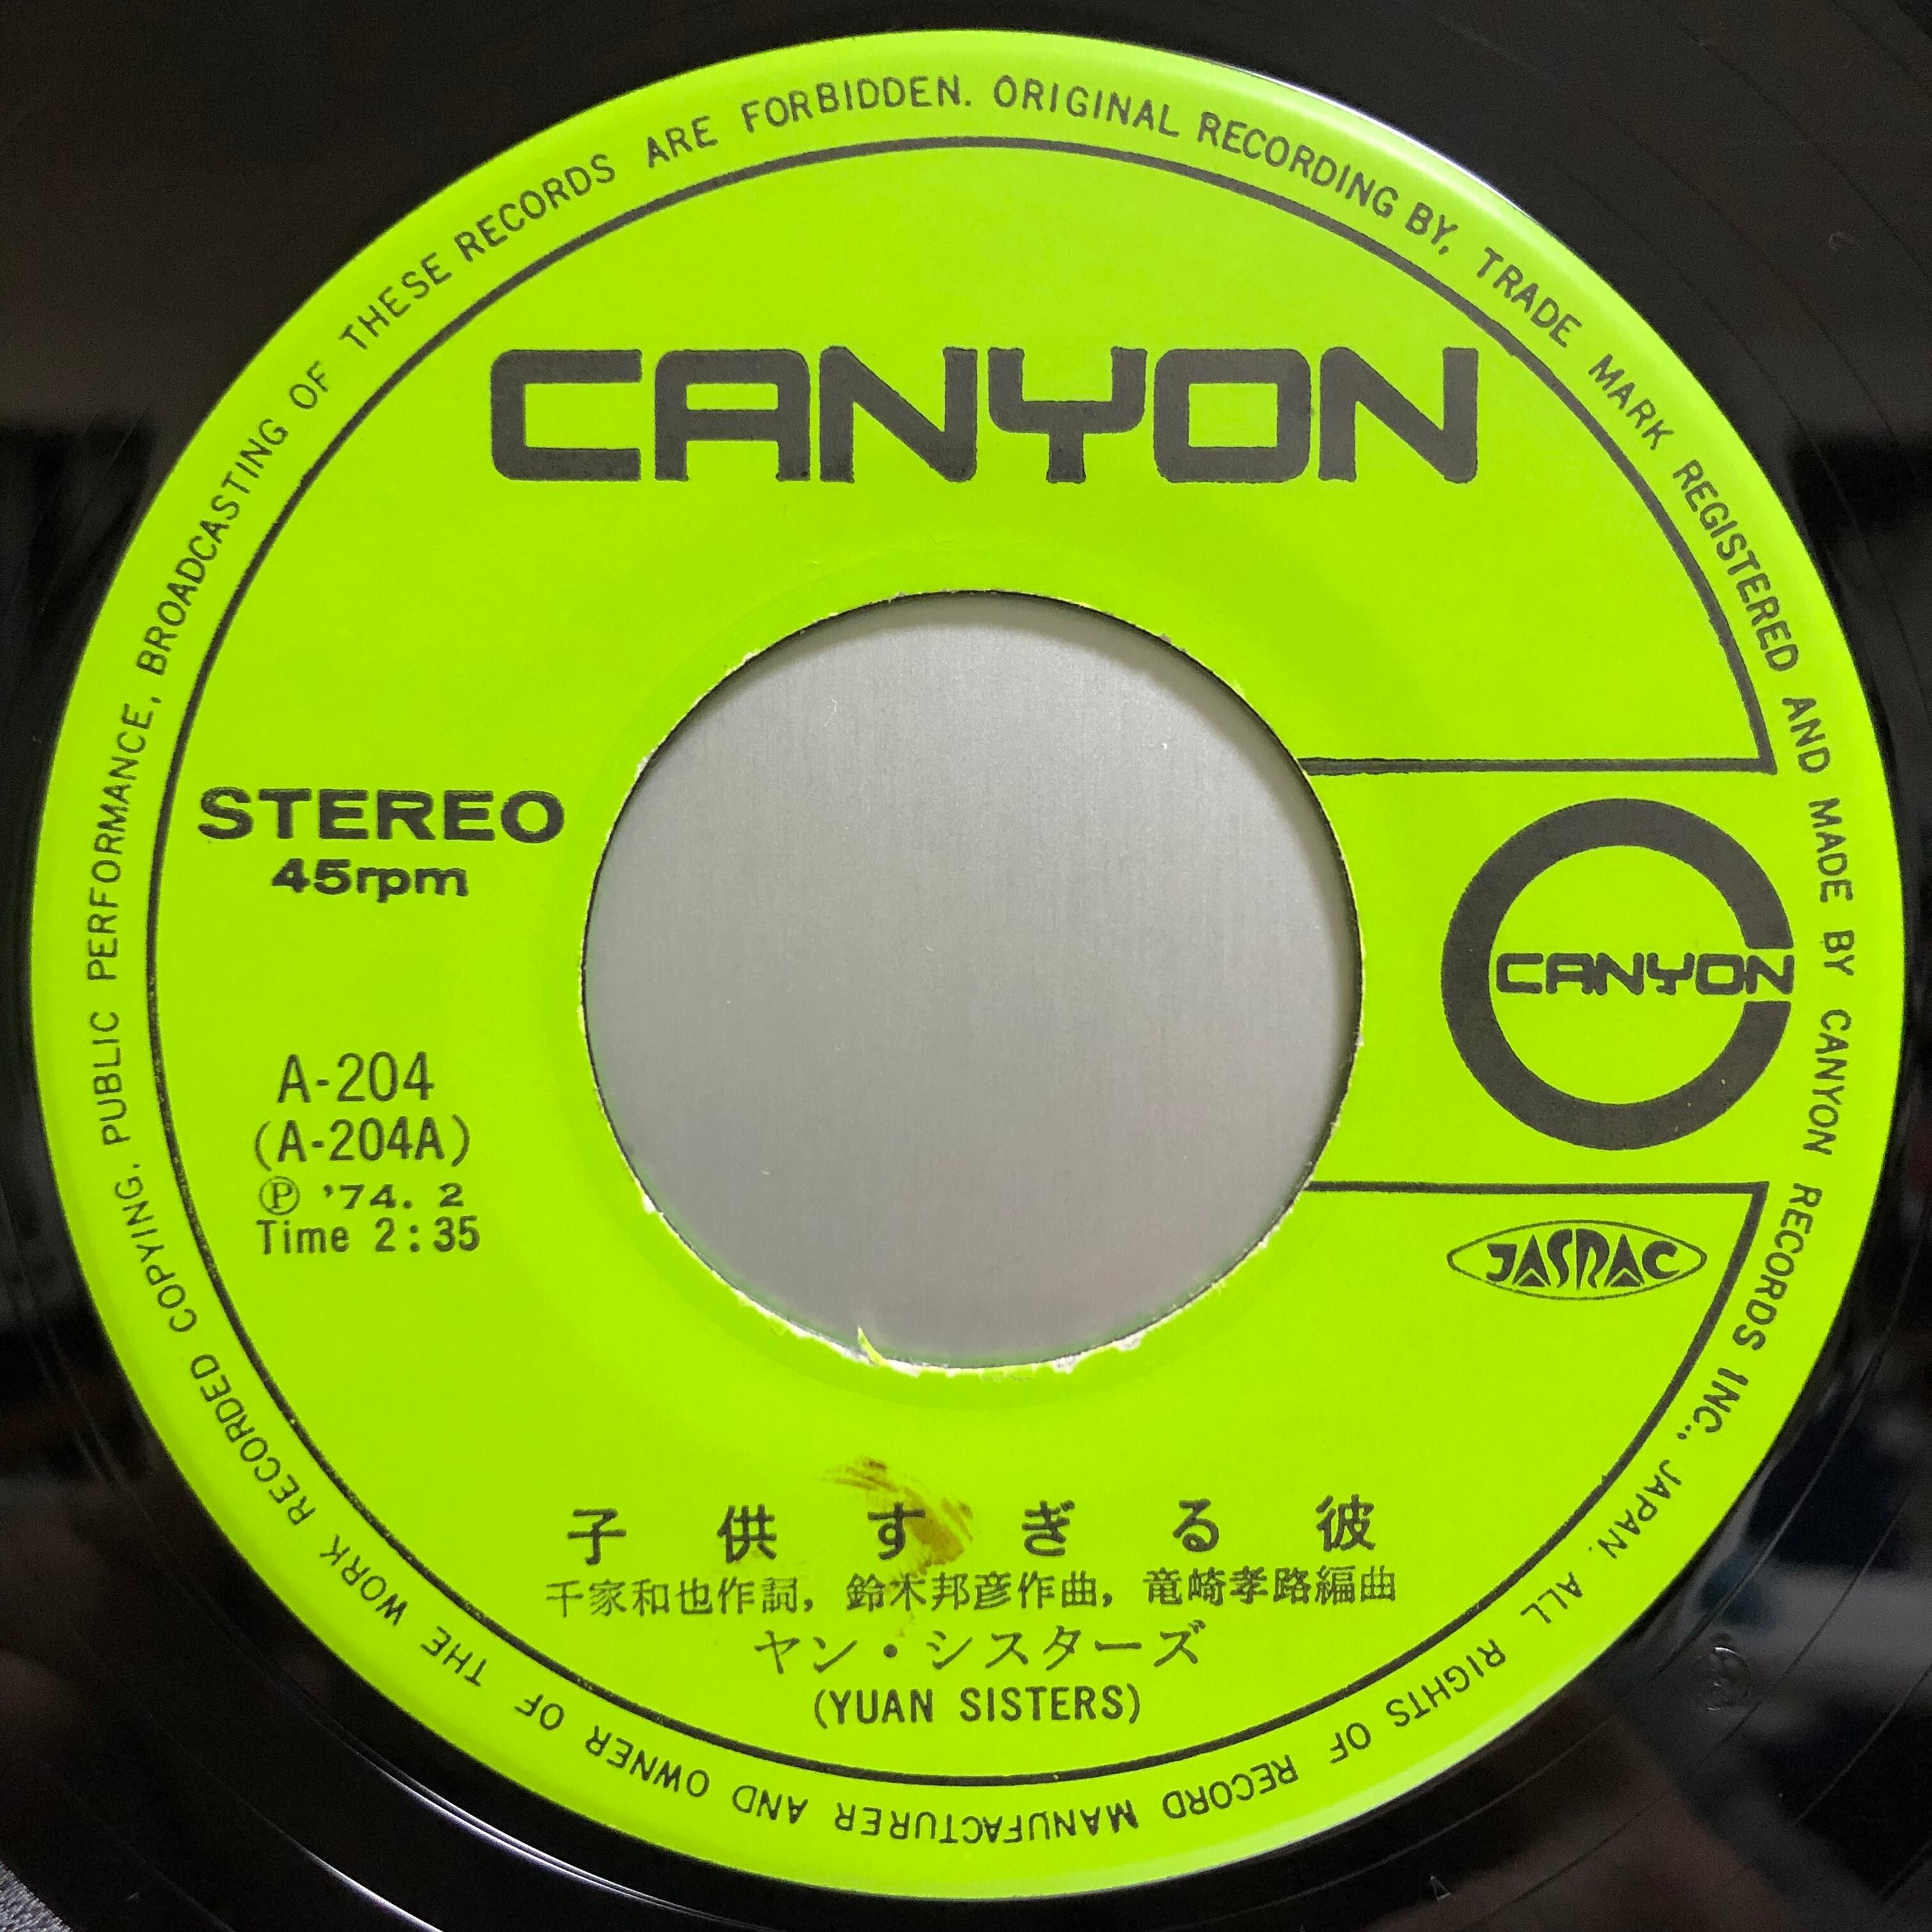 ORIGINAL RECORDING BY, TRADE MARK REGISTERED AND MADE BY CANYON RECORDS INC., JAPAN. ALL RIGHTS OF RECORD MANUFACTURER AND OWNER OF THE WORK RECORDED COPYING. PUBLIC PERFORMANCE, BROADCASTING OF THESE RECORDS ARE FORBIDDEN.
CANYON
STEREO
45rpm
CANYON
A-204
(A-204A)
Ⓟ '74. 2
Time 2:35
JASRAC
子供すぎる彼
千家和也作詞, 鈴木邦彦作曲, 竜崎孝路編曲
ヤン・シスターズ
(YUAN SISTERS)